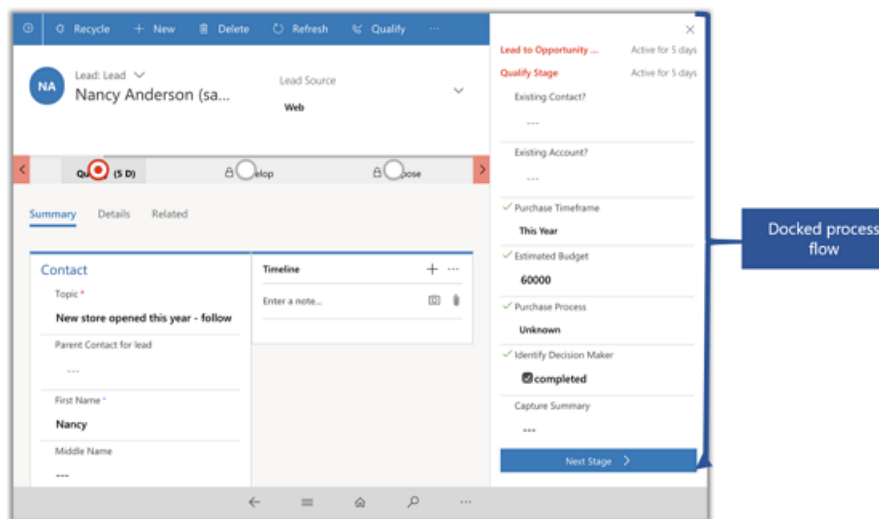 Recycle
New
Delete
Refresh
Qualify
NA
Lead: Lead
Nancy Anderson (sa...
Lead Source
Web
(5 D)
Summary
Details
Related
Contact
Topic *
New store opened this year - follow
Parent Contact for lead
---
First Name *
Nancy
Middle Name
---
Timeline
Enter a note...
Lead to Opportunity ...
Active for 5 days
Qualify Stage
Active for 5 days
Existing Contact?
---
Existing Account?
---
Purchase Timeframe
This Year
Estimated Budget
60000
Purchase Process
Unknown
Identify Decision Maker
completed
Capture Summary
---
Next Stage
Docked process
flow